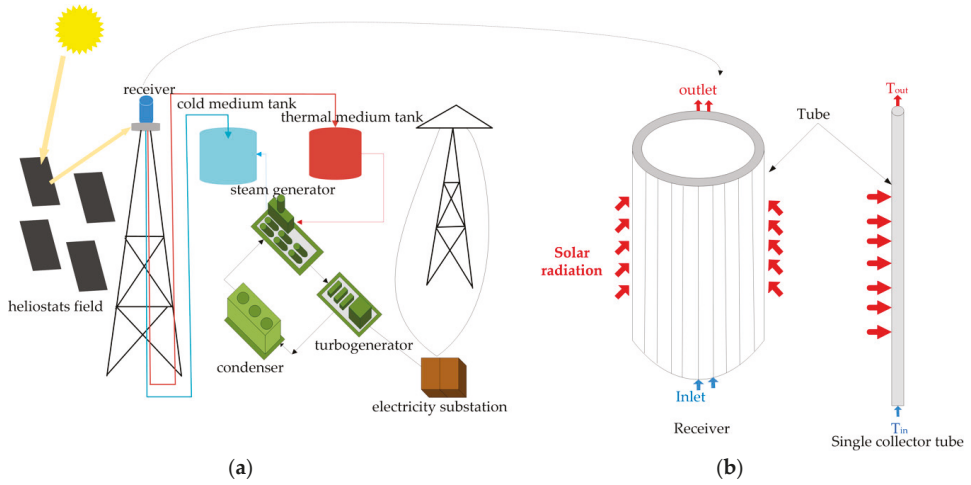 receiver
cold medium tank
thermal medium tank
steam generator
heliostats field
condenser
turbogenerator
electricity substation
(a)
outlet
Tube
Tout
Solar
radiation
Inlet
Receiver
Tin
Single collector tube
(b)